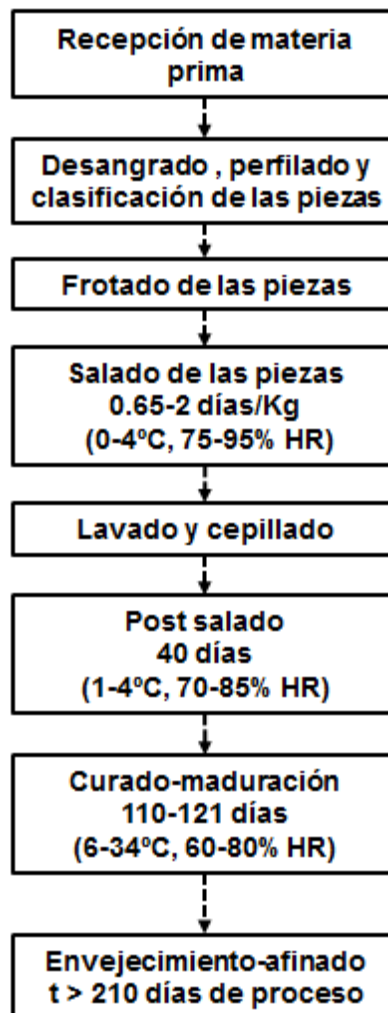 Recepción de materia
prima
Desangrado , perfilado y
clasificación de las piezas
Frotado de las piezas
Salado de las piezas
0.65-2 días/Kg
(0-4ºC, 75-95% HR)
Lavado y cepillado
Post salado
40 días
(1-4ºC, 70-85% HR)
Curado-maduración
110-121 días
(6-34ºC, 60-80% HR)
Envejecimiento-afinado
t > 210 días de proceso